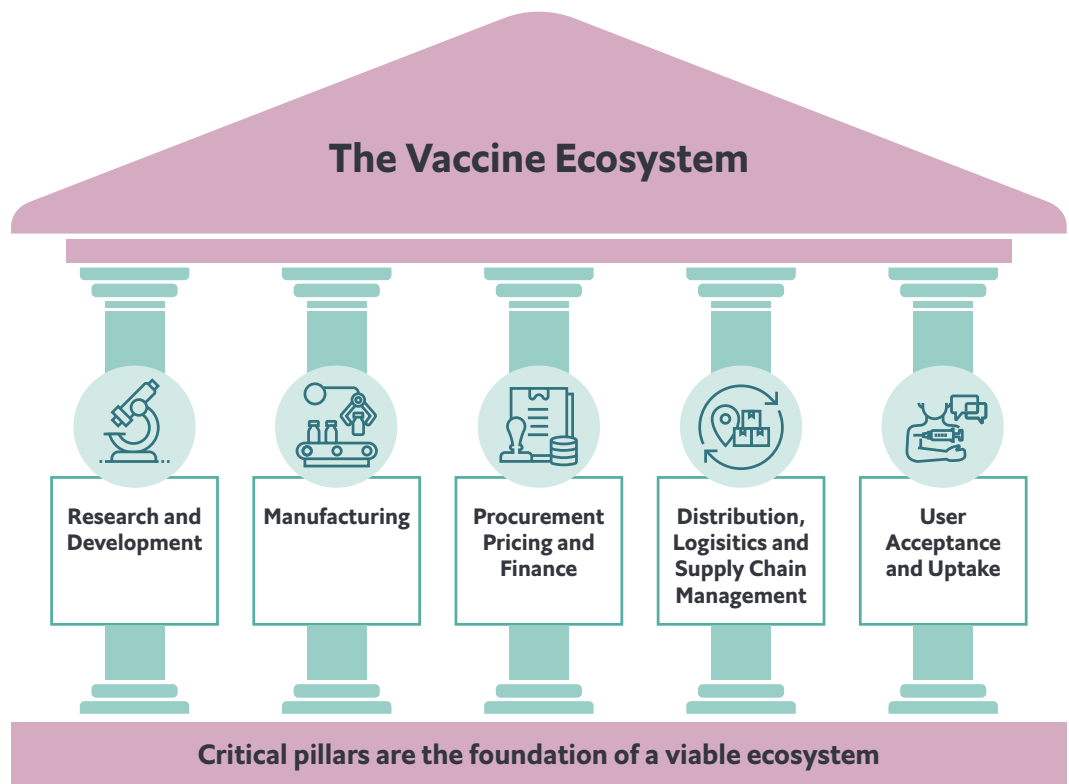 The Vaccine Ecosystem
Research and
Development
Manufacturing
Procurement
Pricing and
Finance
Distribution,
Logisitics and
Supply Chain
Management
User
Acceptance
and Uptake
Critical pillars are the foundation of a viable ecosystem